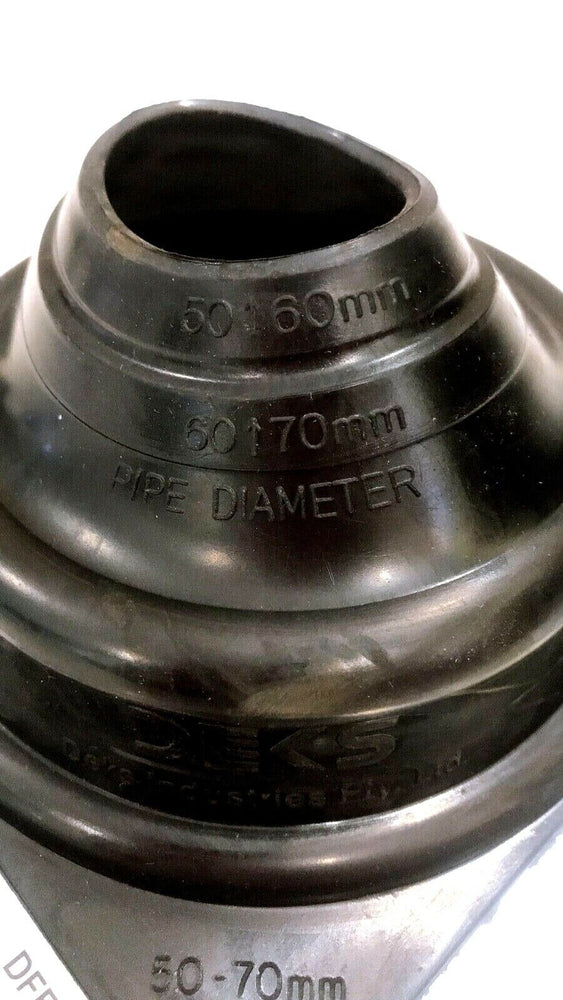 50↑60mm
60↑70mm
PIPE DIAMETER
DEKS
Deks Industries Pty. Ltd
50-70mm